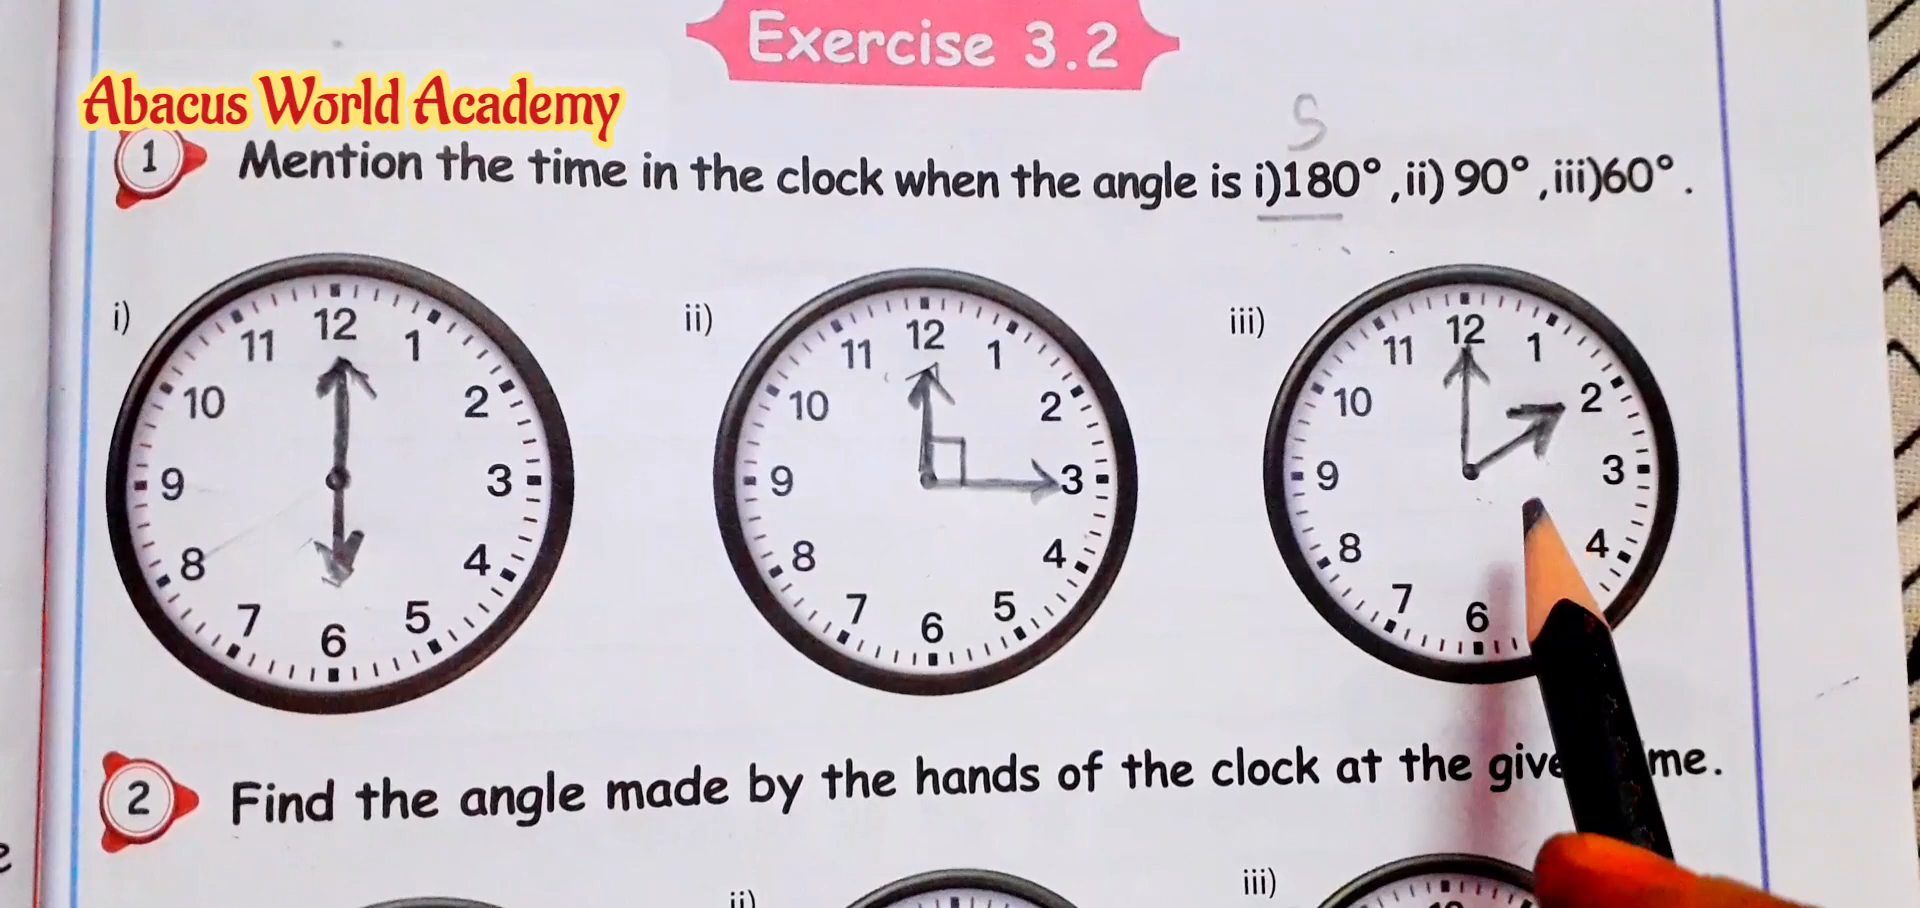 Exercise 3.2
Abacus World Academy
S
1 Mention the time in the clock when the angle is i)180°,ii) 90°,iii)60°.
i)
12
11 1
10 2
9 3
8 4
7 5
6
ii)
12
11 1
10 2
9 3
8 4
7 5
6
iii)
12
11 1
10 2
9 3
8 4
7
6
2 Find the angle made by the hands of the clock at the
ii)
iii)